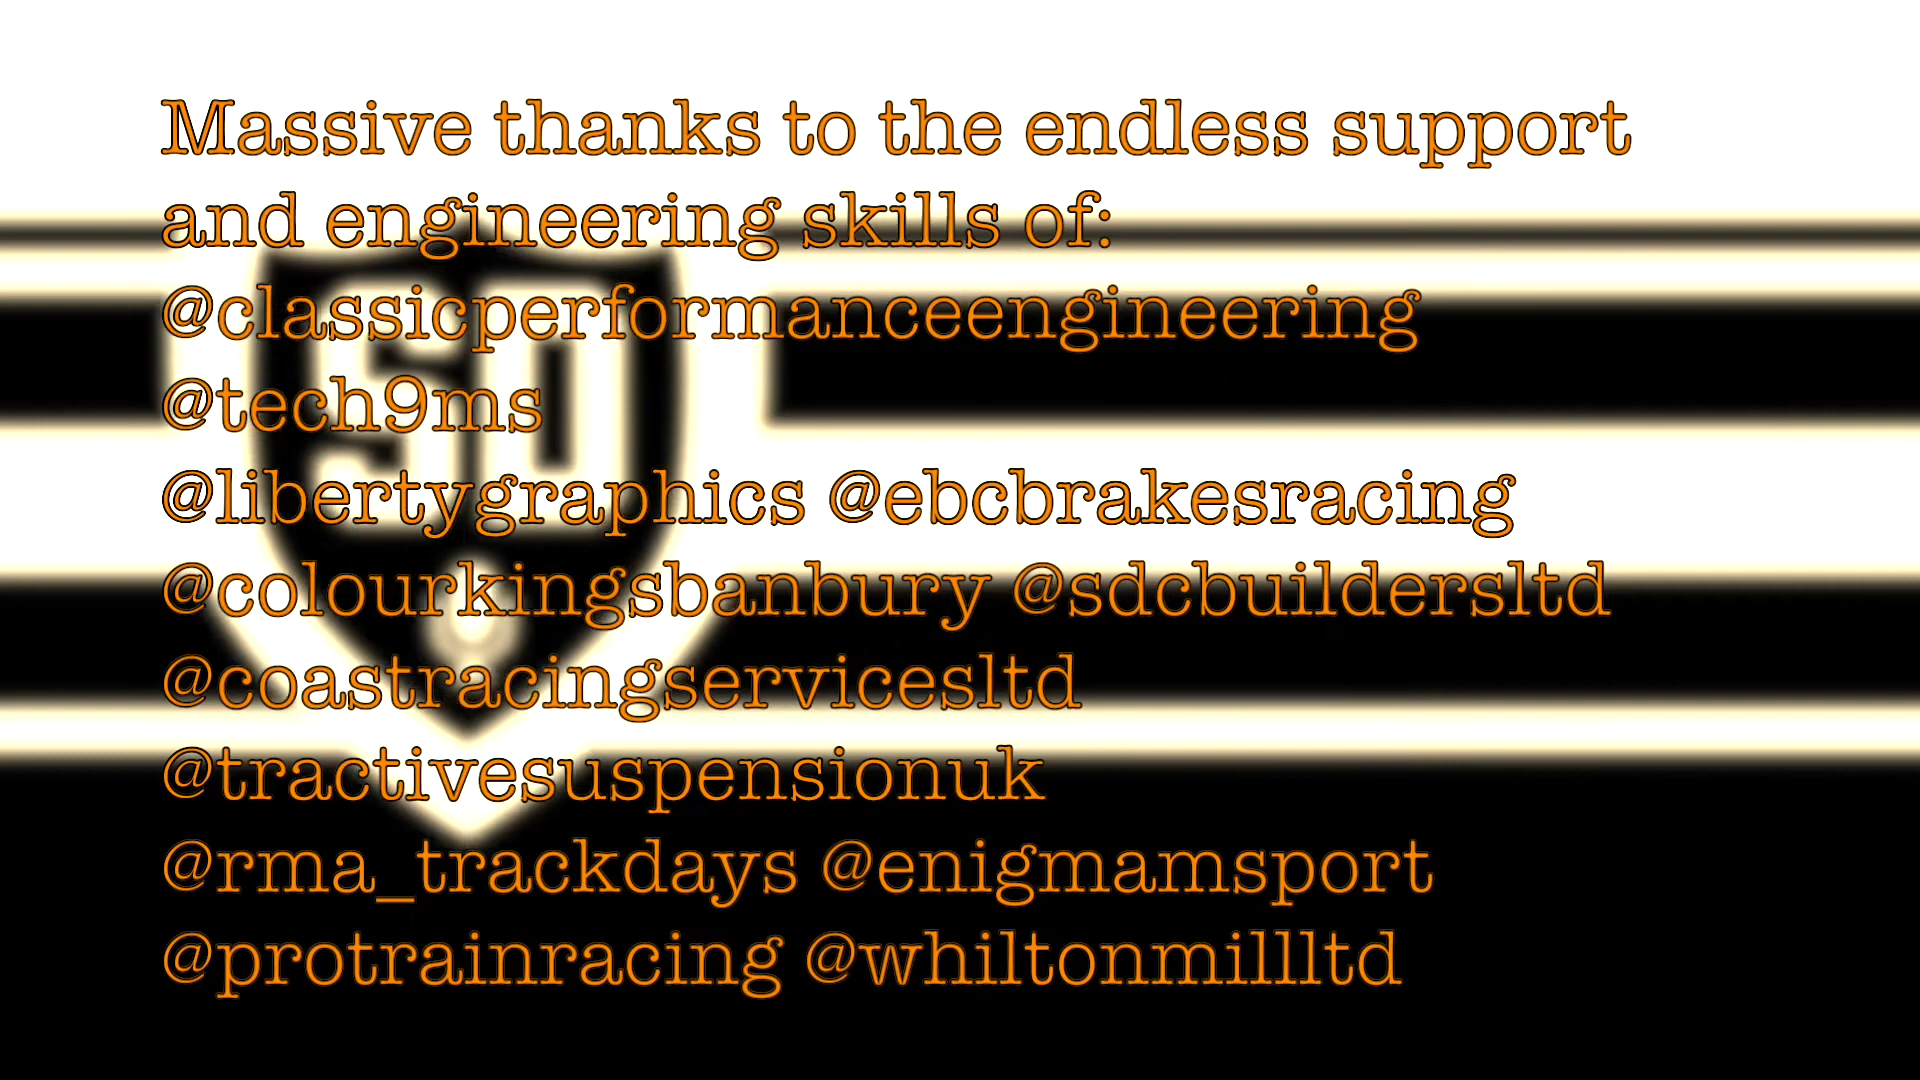 Massive thanks to the endless support
and engineering skills of:
@classicperformanceengineering
@tech9ms
@libertygraphics @ebcbrakesracing
@colourkingsbanbury @sdcbuildersltd
@coastracingservicesltd
@tractivesuspensionuk
@rma_trackdays @enigmamsport
@protrainracing @whiltonmillltd